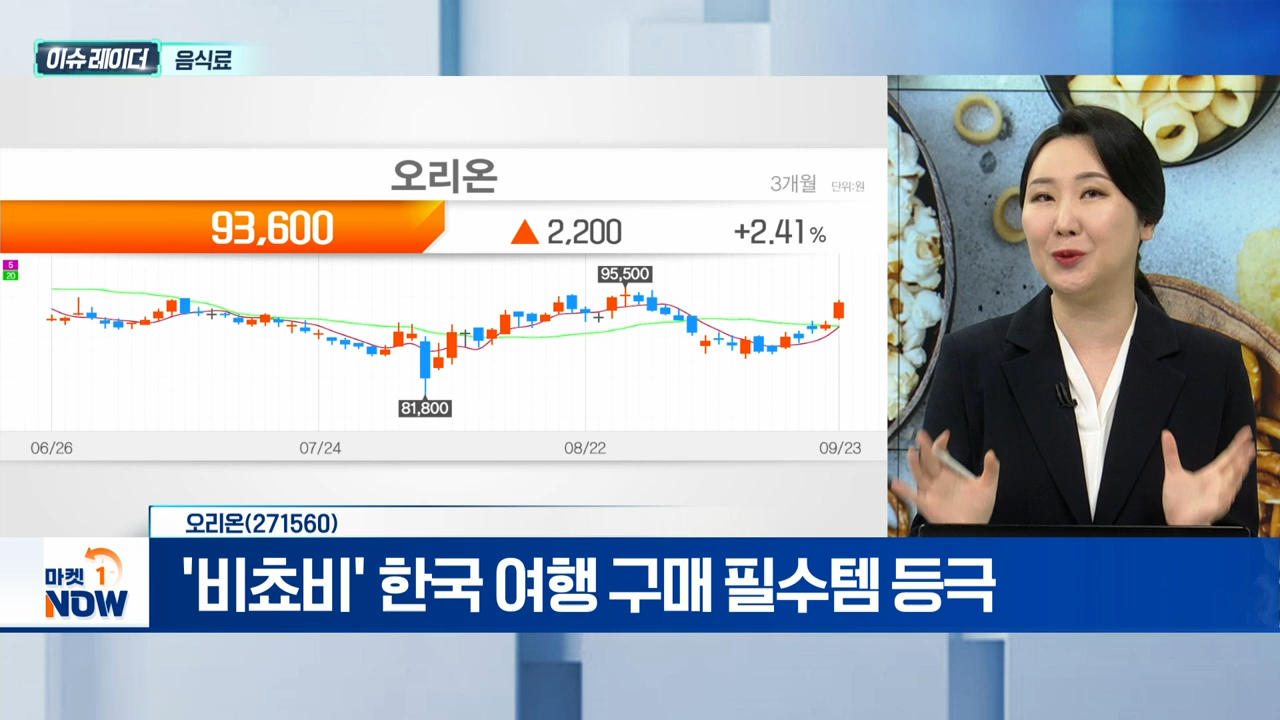 이슈 레이더 음식료
오리온
3개월 단위:원
93,600 ▲ 2,200 +2.41%
5
20
95,500
81,800
06/26 07/24 08/22 09/23
오리온(271560)
마켓 1
NOW
'비쵸비' 한국 여행 구매 필수템 등극